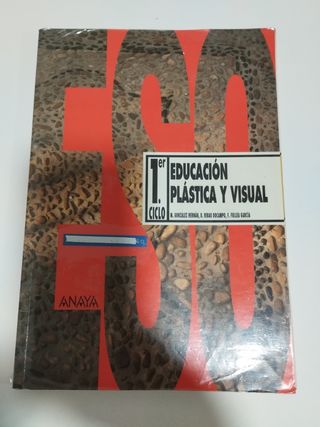 ESO
1.er
CICLO
EDUCACIÓN
PLÁSTICA Y VISUAL
ANAYA